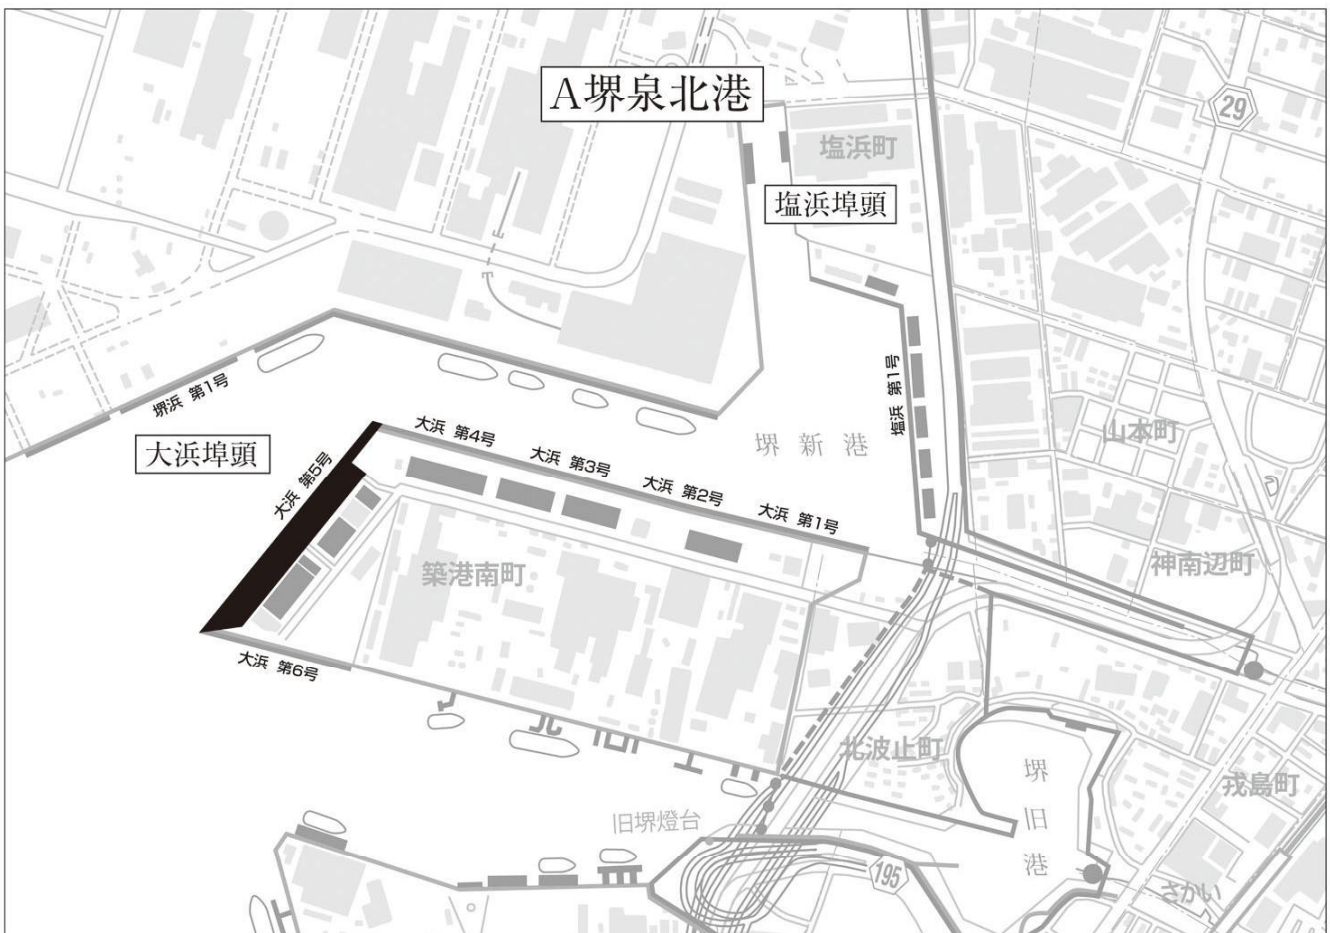 A堺泉北港
29
塩浜町
塩浜埠頭
堺浜 第1号
塩浜 第1号
大浜埠頭
大浜 第4号
大浜 第3号
大浜 第2号
大浜 第1号
堺新港
山本町
大浜 第5号
築港南町
神南辺町
大浜 第6号
北波止町
堺旧港
戎島町
旧堺燈台
195
さかい